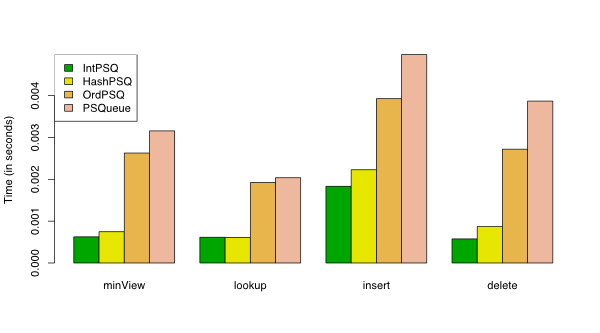 IntPSQ
HashPSQ
OrdPSQ
PSQueue
Time (in seconds)
0.004
0.003
0.002
0.001
0.000
minView lookup insert delete